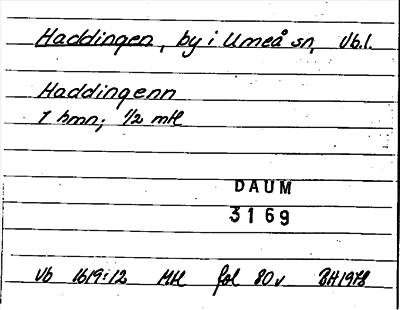 Haddingen, by i Umeå sn, Vb.l.
Haddingenn
1 hmn; 1/2 mtl
DAUM
3169
Vb 1619:12 Mtl fol 80v BH1978